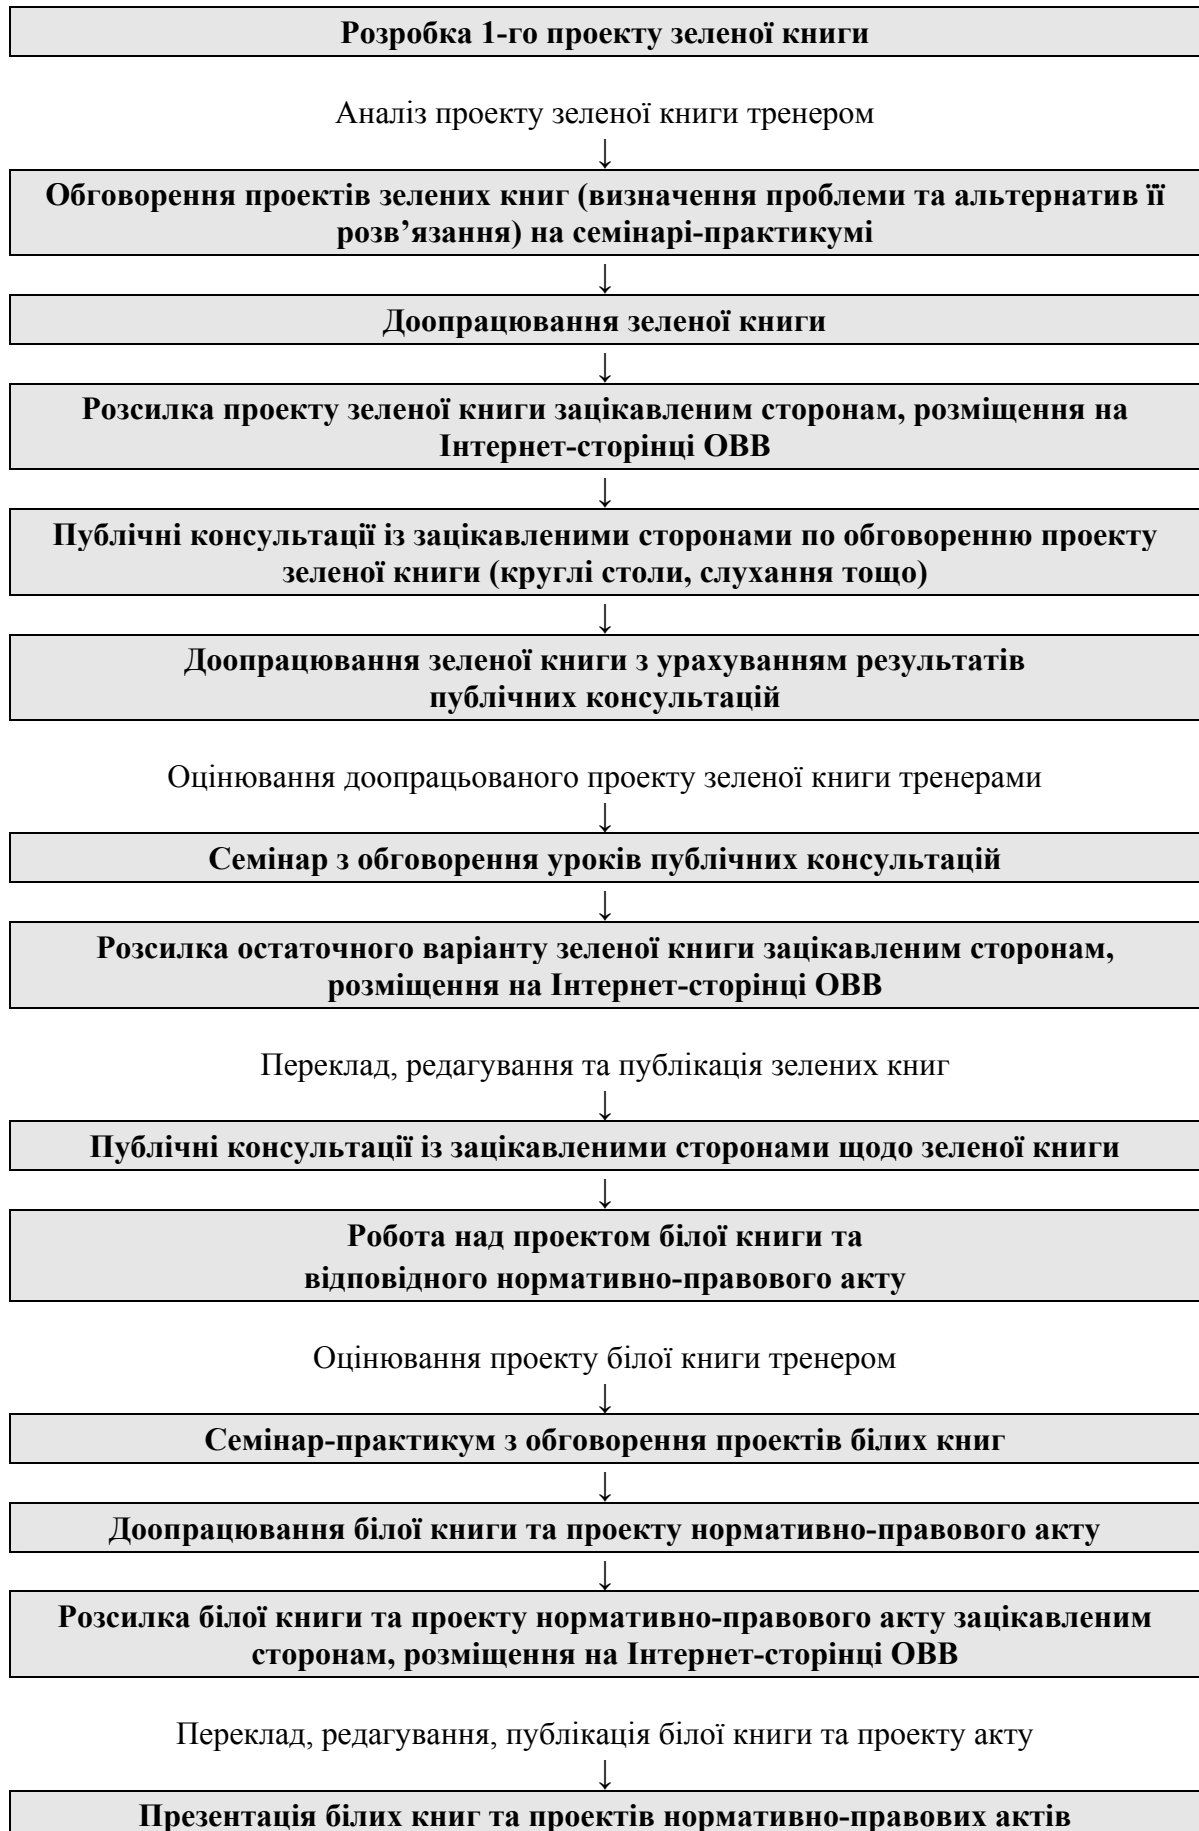 Розробка 1-го проекту зеленої книги
Аналіз проекту зеленої книги тренером
↓
Обговорення проектів зелених книг (визначення проблеми та альтернатив її
розв’язання) на семінарі-практикумі
↓
Доопрацювання зеленої книги
↓
Розсилка проекту зеленої книги зацікавленим сторонам, розміщення на
Інтернет-сторінці ОВВ
↓
Публічні консультації із зацікавленими сторонами по обговоренню проекту
зеленої книги (круглі столи, слухання тощо)
↓
Доопрацювання зеленої книги з урахуванням результатів
публічних консультацій
Оцінювання доопрацьованого проекту зеленої книги тренерами
↓
Семінар з обговорення уроків публічних консультацій
↓
Розсилка остаточного варіанту зеленої книги зацікавленим сторонам,
розміщення на Інтернет-сторінці ОВВ
Переклад, редагування та публікація зелених книг
↓
Публічні консультації із зацікавленими сторонами щодо зеленої книги
↓
Робота над проектом білої книги та
відповідного нормативно-правового акту
Оцінювання проекту білої книги тренером
↓
Семінар-практикум з обговорення проектів білих книг
↓
Доопрацювання білої книги та проекту нормативно-правового акту
↓
Розсилка білої книги та проекту нормативно-правового акту зацікавленим
сторонам, розміщення на Інтернет-сторінці ОВВ
Переклад, редагування, публікація білої книги та проекту акту
↓
Презентація білих книг та проектів нормативно-правових актів